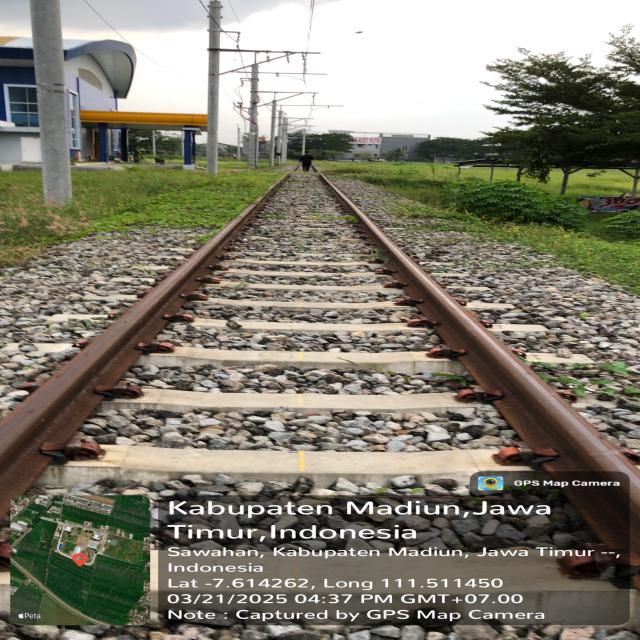 GPS Map Camera
Kabupaten Madiun,Jawa
Timur,Indonesia
Sawahan, Kabupaten Madiun, Jawa Timur --,
Indonesia
Lat -7.614262, Long 111.511450
03/21/2025 04:37 PM GMT+07.00
Note : Captured by GPS Map Camera
Peta